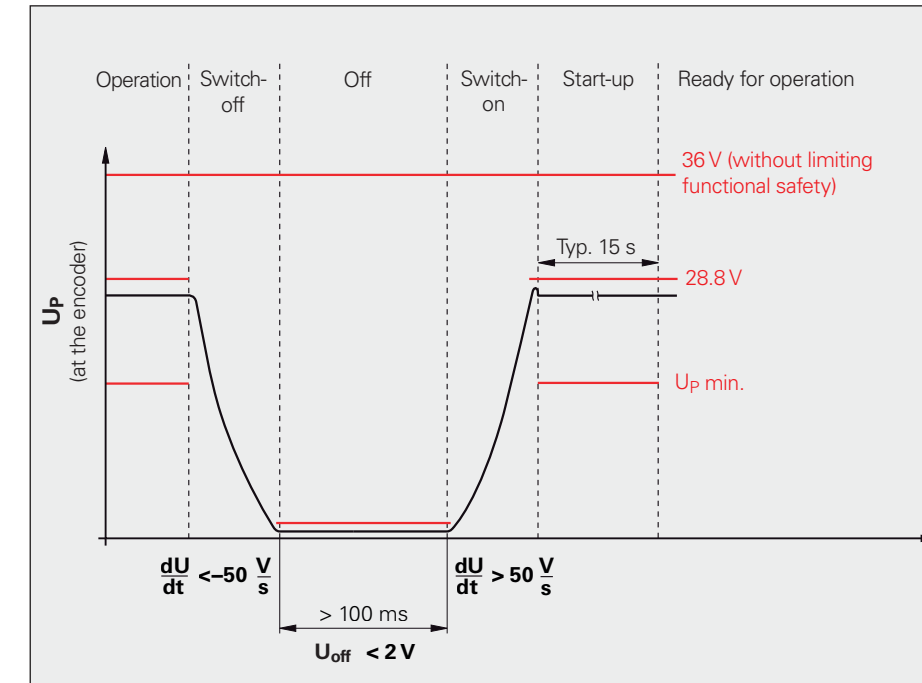 Operation
Switch-
off
Off
Switch-
on
Start-up
Ready for operation
36 V (without limiting
functional safety)
Typ. 15 s
28.8 V
UP
(at the encoder)
UP min.
dU/dt <–50 V/s
dU/dt > 50 V/s
> 100 ms
Uoff < 2 V